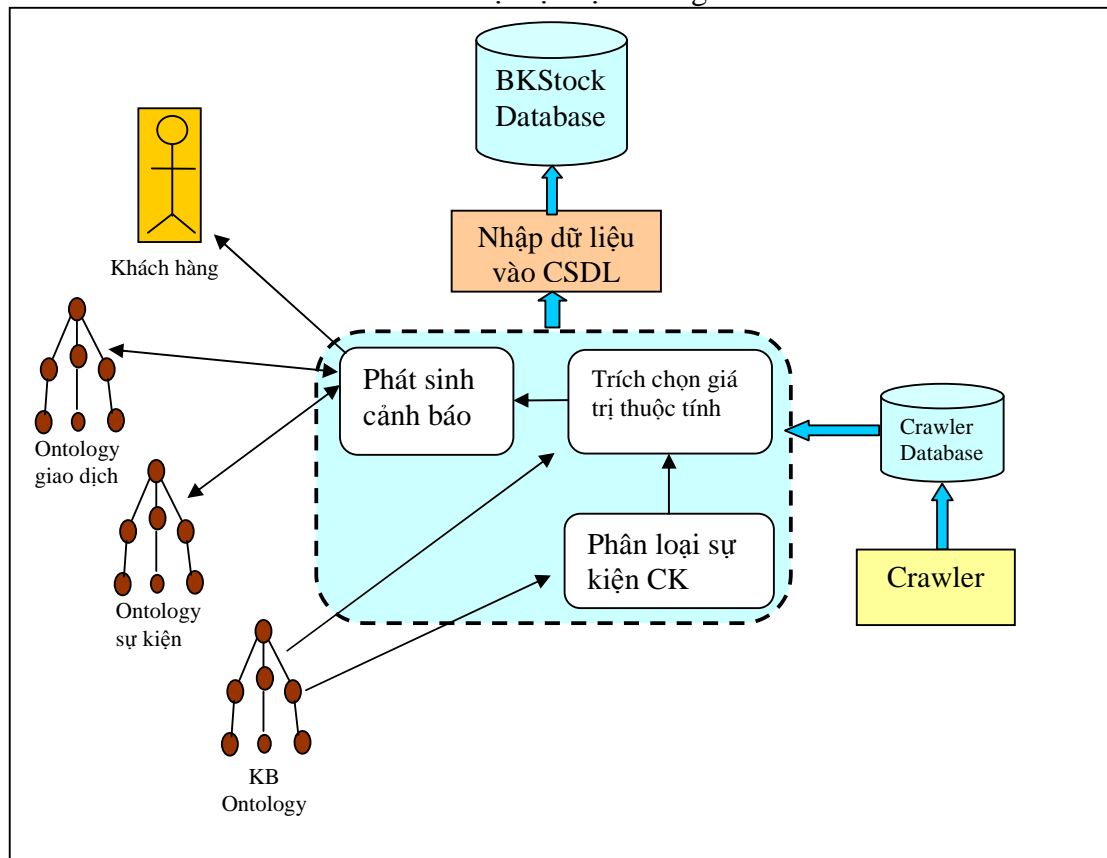 BKStock
Database
Nhập dữ liệu
vào CSDL
Khách hàng
Phát sinh
cảnh báo
Trích chọn giá
trị thuộc tính
Crawler
Database
Ontology
giao dịch
Phân loại sự
kiện CK
Crawler
Ontology
sự kiện
KB
Ontology